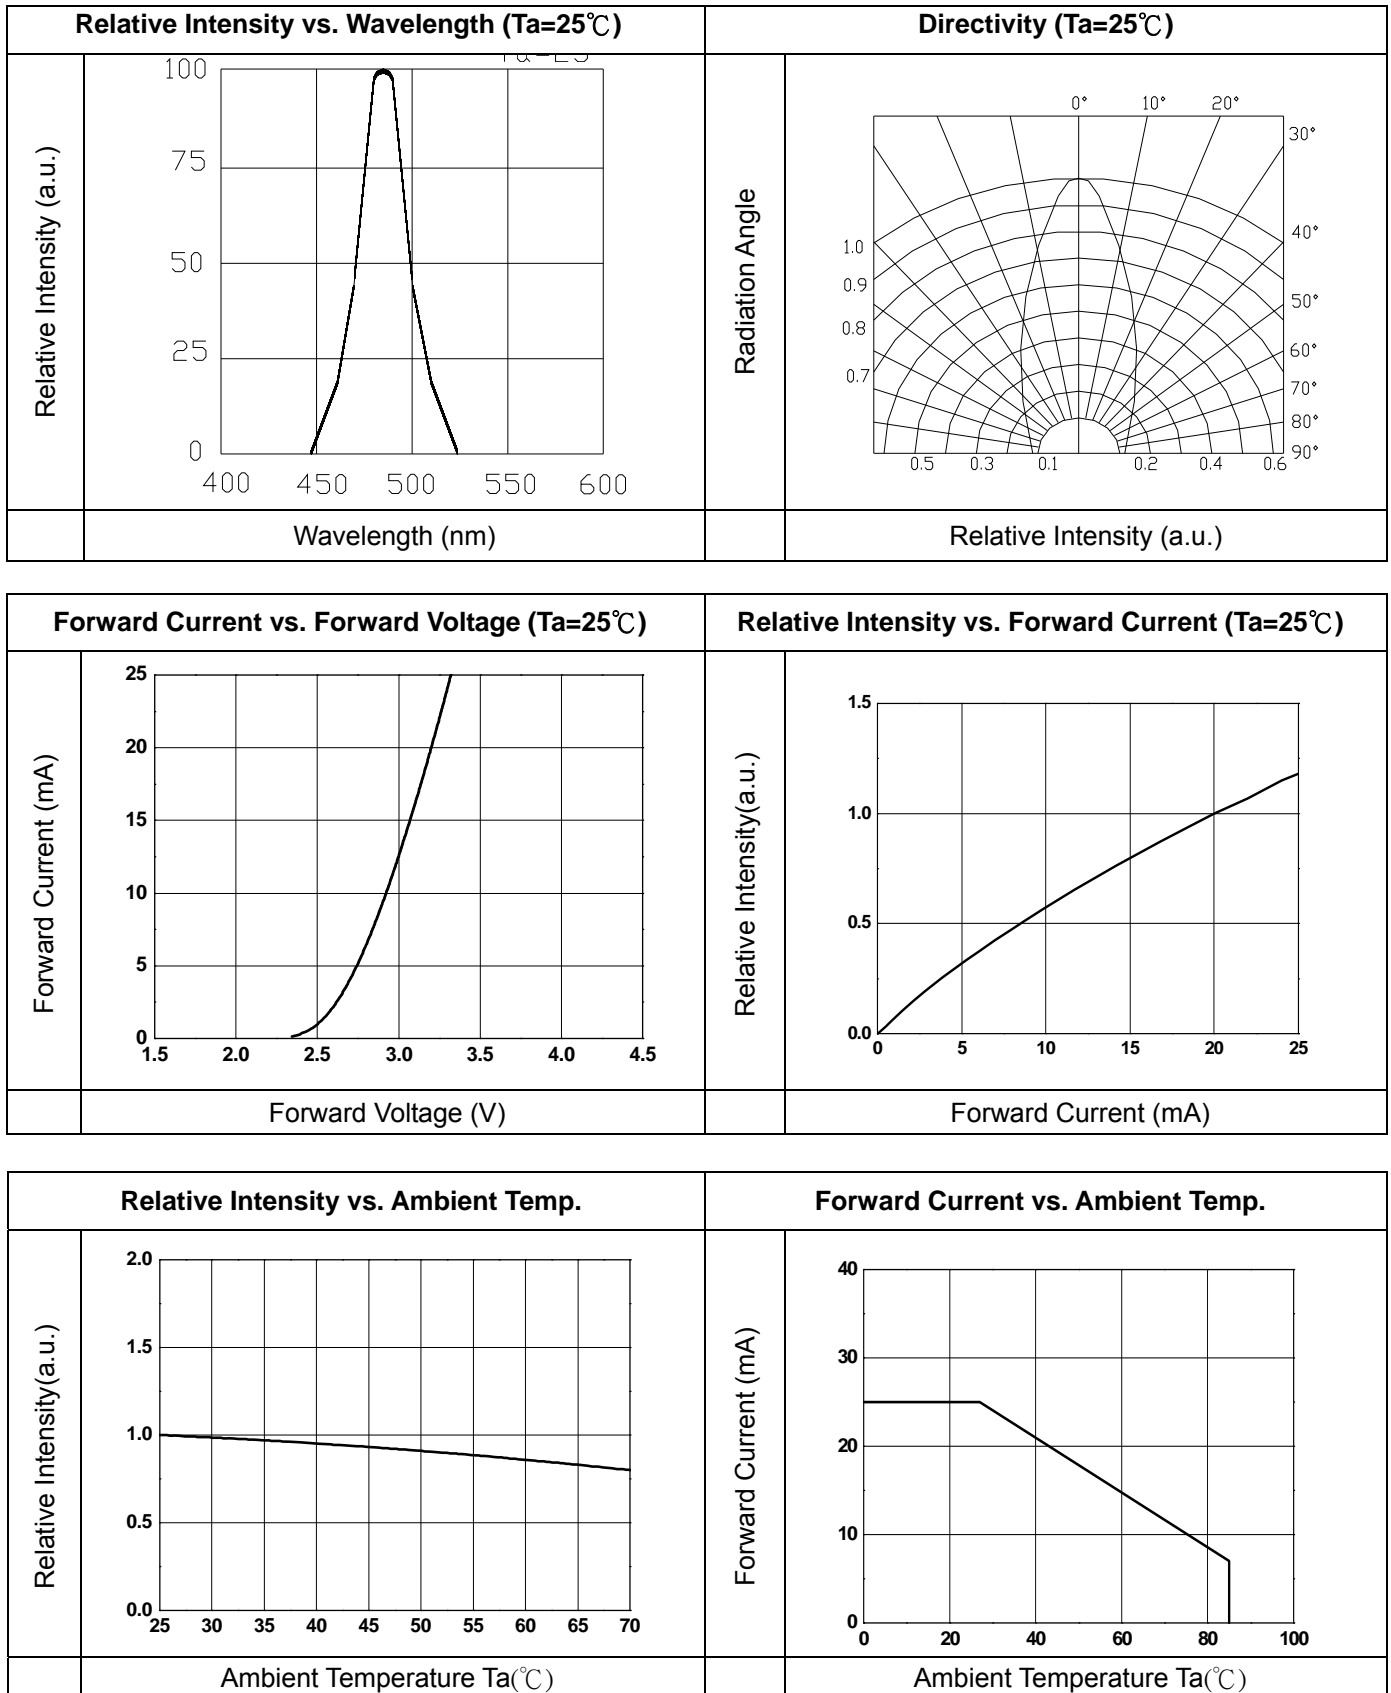 Relative Intensity vs. Wavelength (Ta=25℃)
Directivity (Ta=25℃)
Relative Intensity (a.u.)
100
75
50
25
0
400 450 500 550 600
Wavelength (nm)
Radiation Angle
0° 10° 20°
30°
40°
50°
60°
70°
80°
90°
1.0
0.9
0.8
0.7
0.5 0.3 0.1 0.2 0.4 0.6
Relative Intensity (a.u.)
Forward Current vs. Forward Voltage (Ta=25℃)
Relative Intensity vs. Forward Current (Ta=25℃)
Forward Current (mA)
25
20
15
10
5
0
1.5 2.0 2.5 3.0 3.5 4.0 4.5
Forward Voltage (V)
Relative Intensity(a.u.)
1.5
1.0
0.5
0.0
0 5 10 15 20 25
Forward Current (mA)
Relative Intensity vs. Ambient Temp.
Forward Current vs. Ambient Temp.
Relative Intensity(a.u.)
2.0
1.5
1.0
0.5
0.0
25 30 35 40 45 50 55 60 65 70
Ambient Temperature Ta(℃)
Forward Current (mA)
40
30
20
10
0
0 20 40 60 80 100
Ambient Temperature Ta(℃)